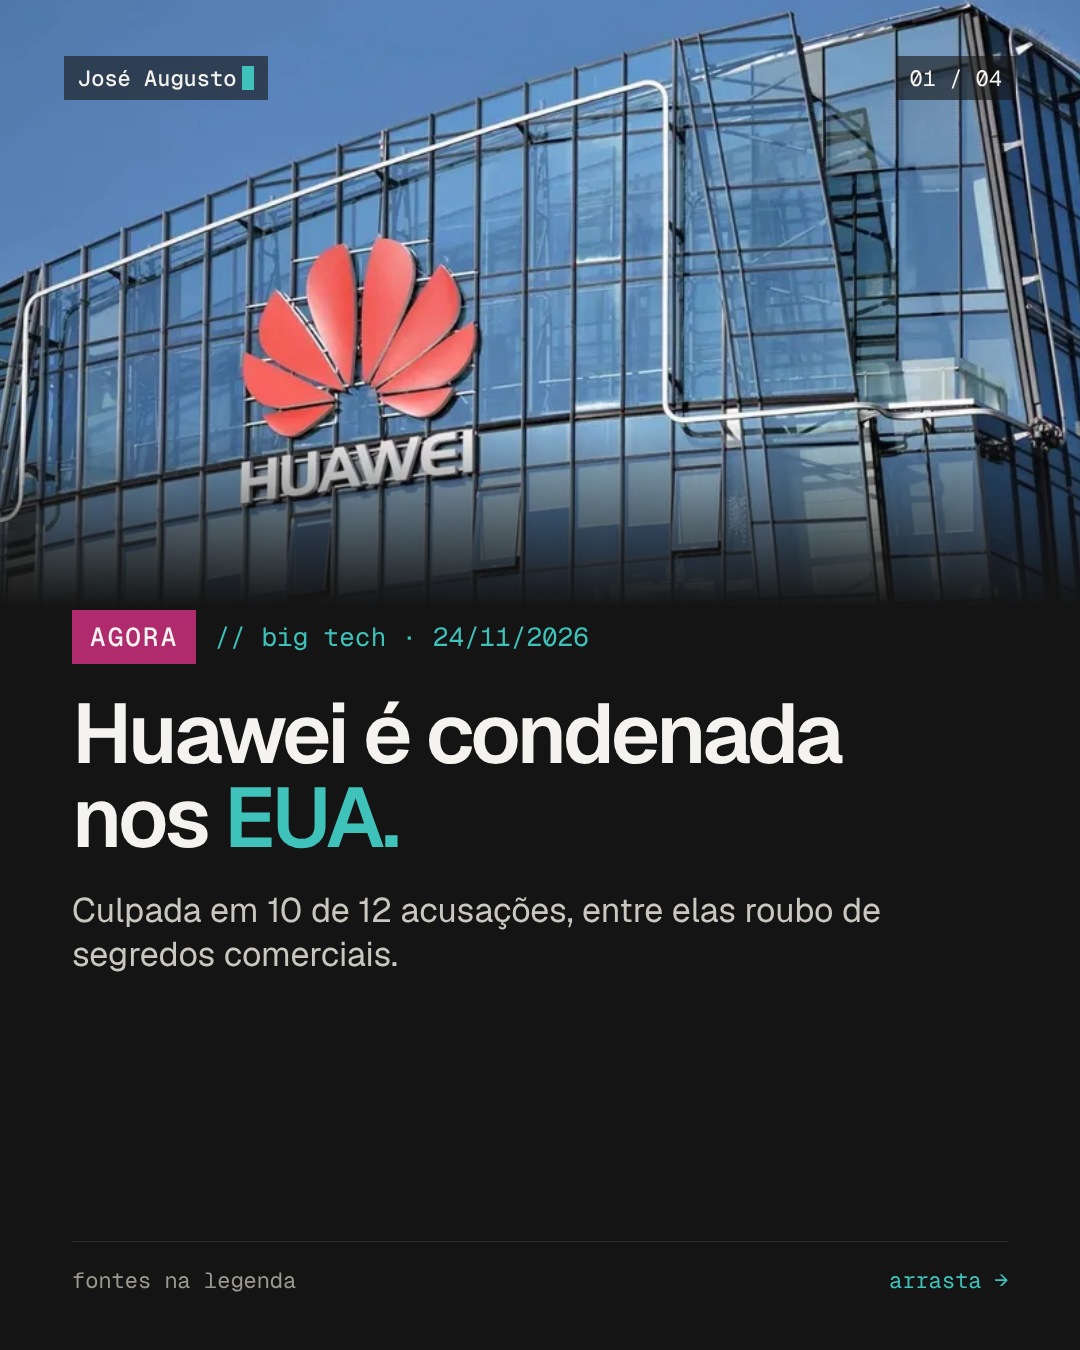 José Augusto
01 / 04
HUAWEI
AGORA // big tech · 24/11/2026
Huawei é condenada
nos EUA.
Culpada em 10 de 12 acusações, entre elas roubo de
segredos comerciais.
fontes na legenda
arrasta →